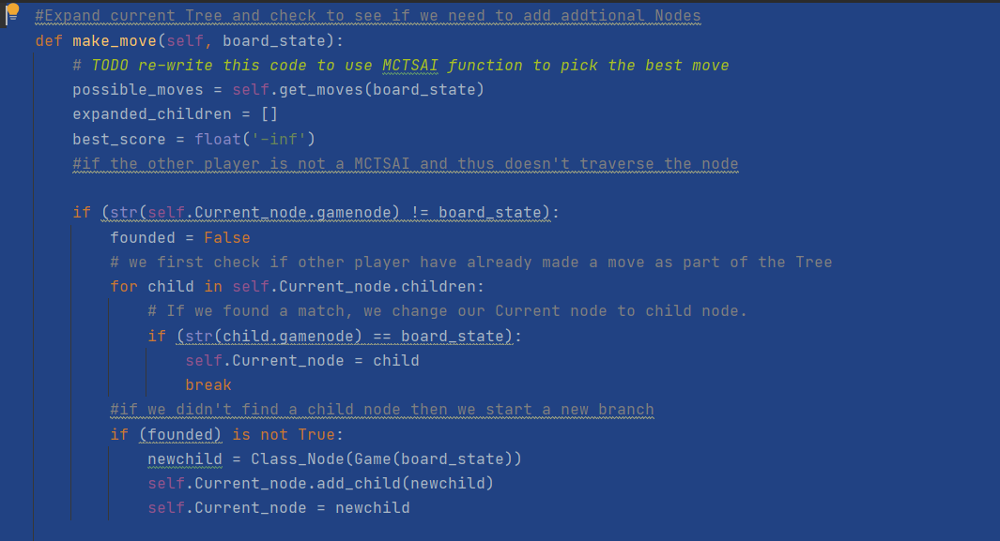 #Expand current Tree and check to see if we need to add addtional Nodes
def make_move(self, board_state):
# TODO re-write this code to use MCTSAI function to pick the best move
possible_moves = self.get_moves(board_state)
expanded_children = []
best_score = float('-inf')
#if the other player is not a MCTSAI and thus doesn't traverse the node
if (str(self.Current_node.gamenode) != board_state):
founded = False
# we first check if other player have already made a move as part of the Tree
for child in self.Current_node.children:
# If we found a match, we change our Current node to child node.
if (str(child.gamenode) == board_state):
self.Current_node = child
break
#if we didn't find a child node then we start a new branch
if (founded) is not True:
newchild = Class_Node(Game(board_state))
self.Current_node.add_child(newchild)
self.Current_node = newchild